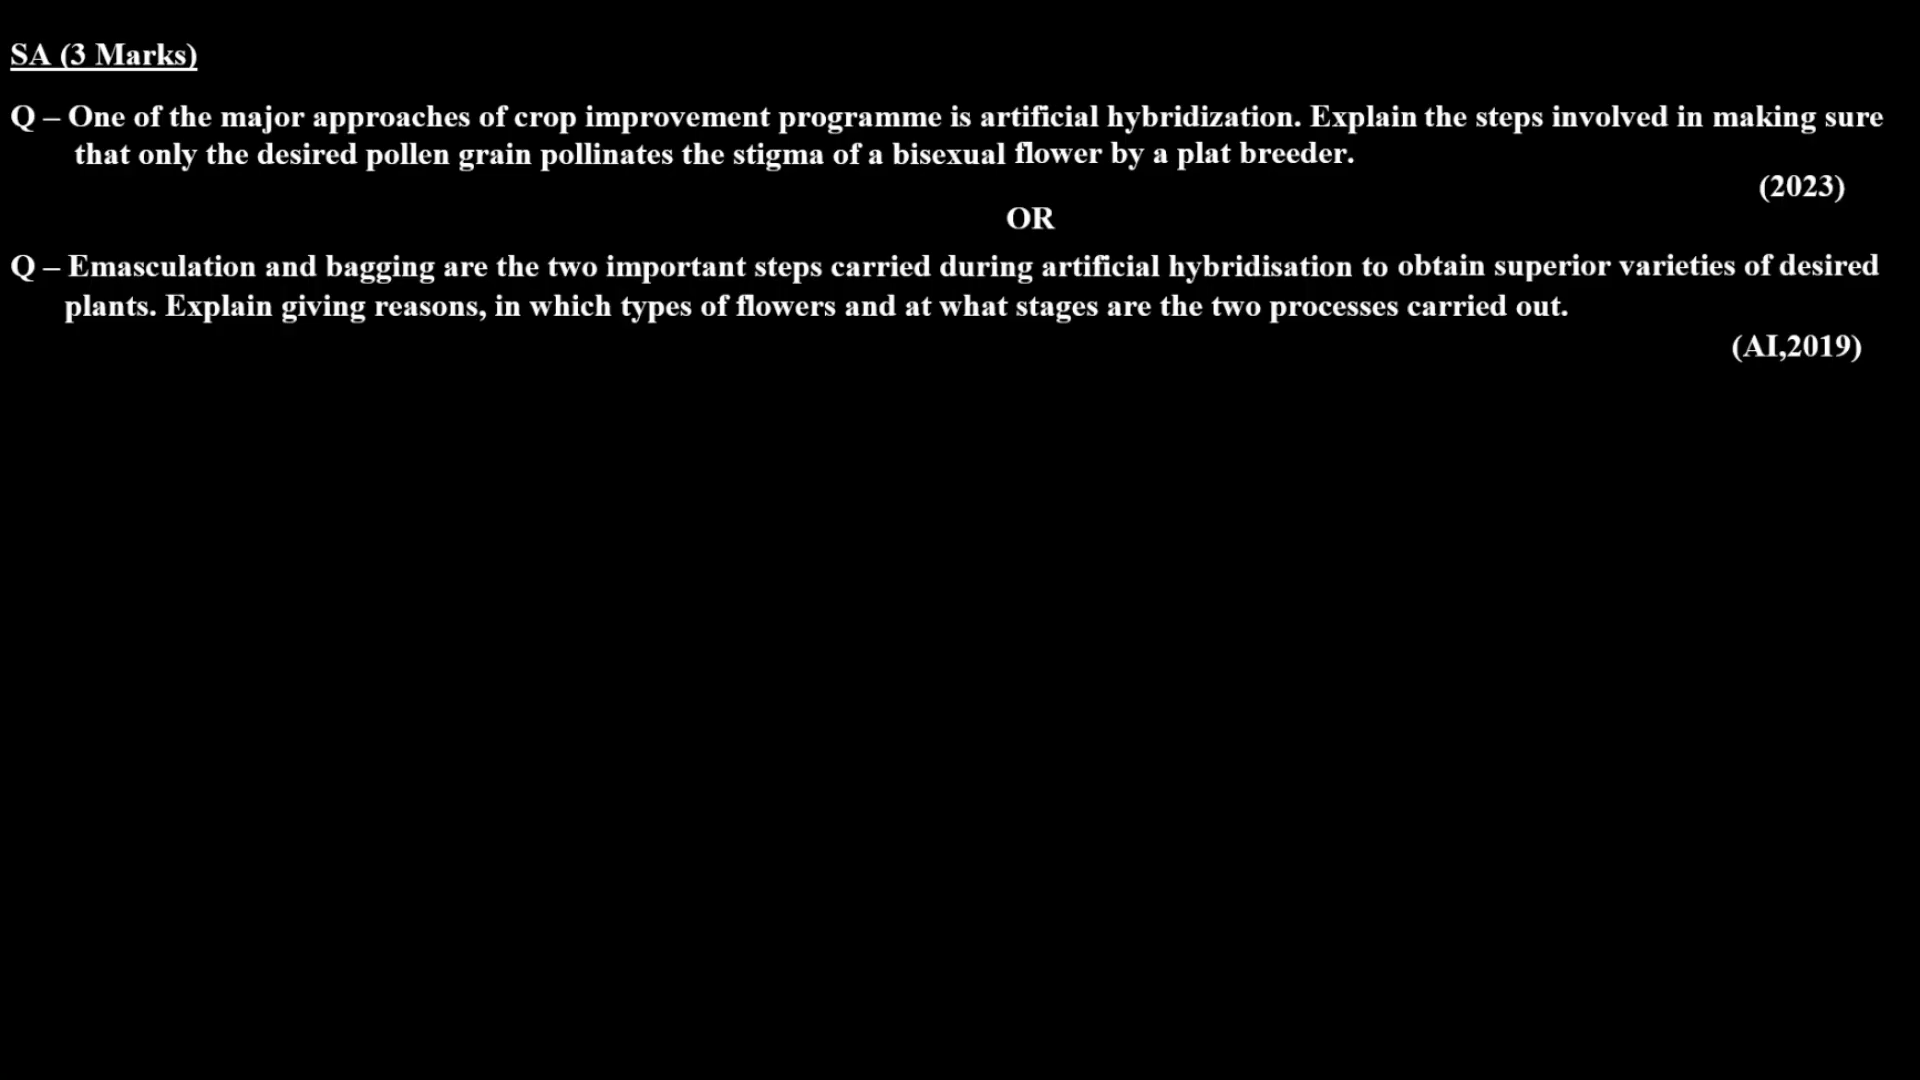 SA (3 Marks)
Q – One of the major approaches of crop improvement programme is artificial hybridization. Explain the steps involved in making sure
that only the desired pollen grain pollinates the stigma of a bisexual flower by a plat breeder.
(2023)
OR
Q – Emasculation and bagging are the two important steps carried during artificial hybridisation to obtain superior varieties of desired
plants. Explain giving reasons, in which types of flowers and at what stages are the two processes carried out.
(AI,2019)